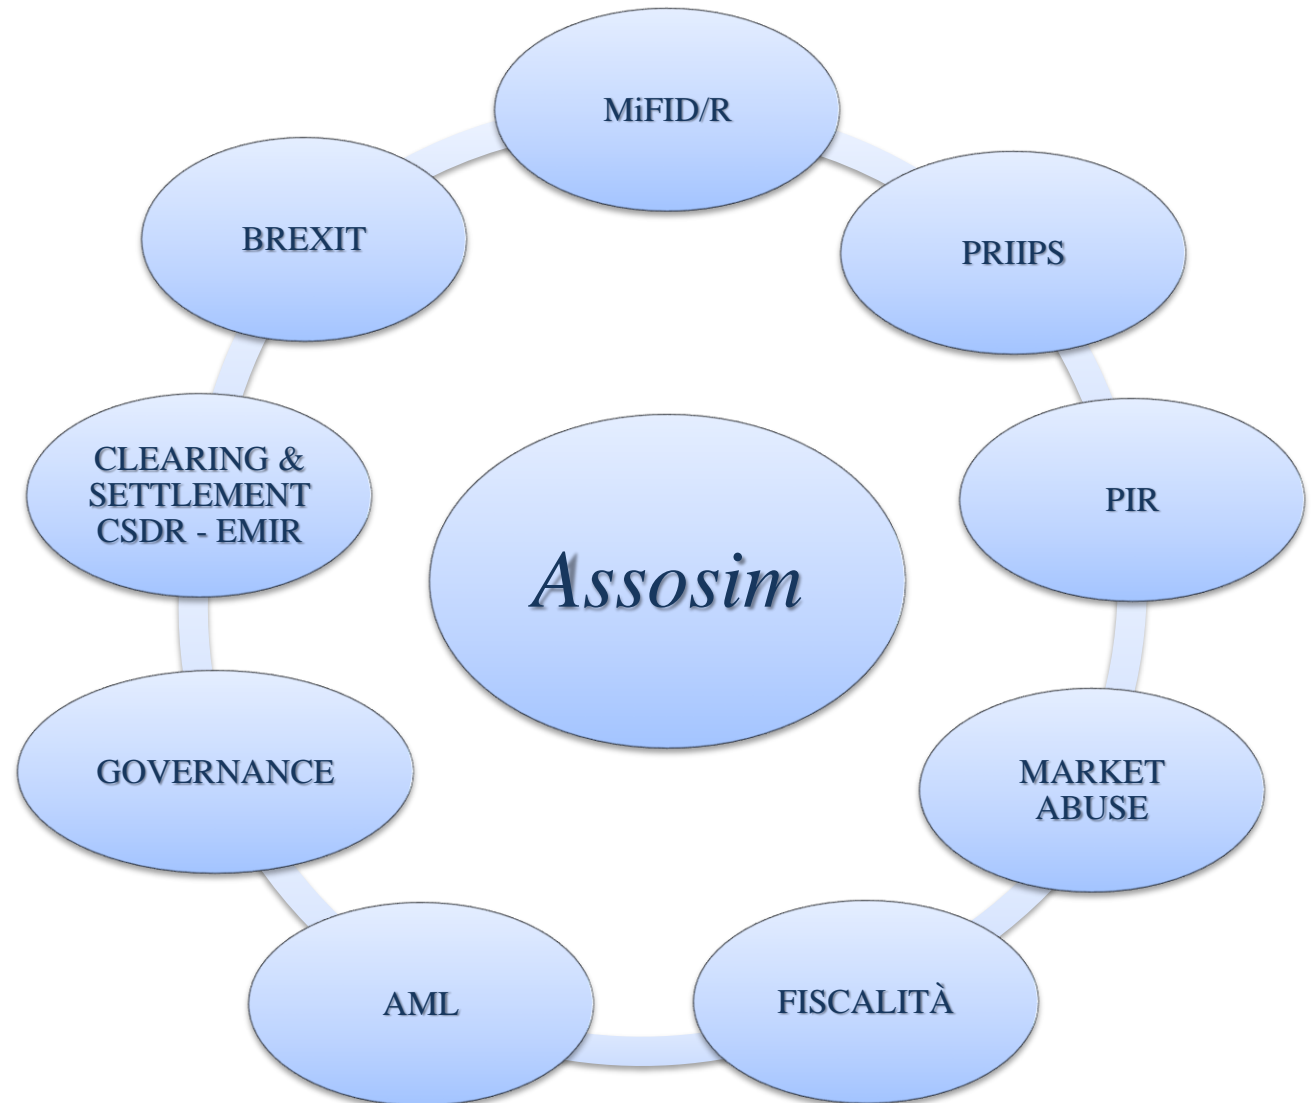 MiFID/R
BREXIT
PRIIPS
CLEARING &
SETTLEMENT
CSDR - EMIR
PIR
Assosim
GOVERNANCE
MARKET
ABUSE
AML
FISCALITÀ